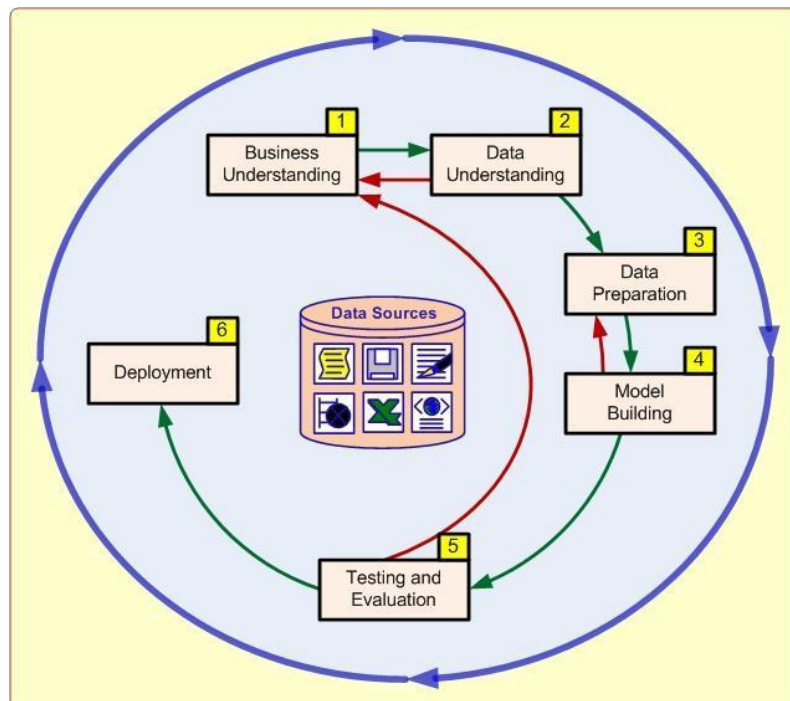 1
Business
Understanding
2
Data
Understanding
3
Data
Preparation
Data Sources
6
Deployment
4
Model
Building
5
Testing and
Evaluation